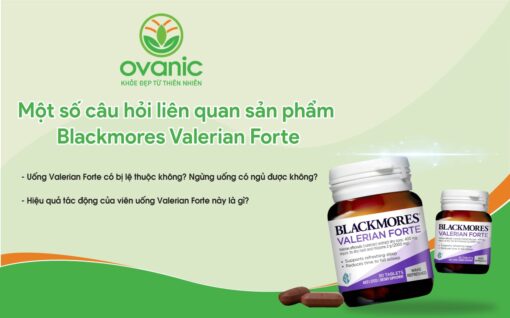 ovanic
KHỎE ĐẸP TỪ THIÊN NHIÊN
Một số câu hỏi liên quan sản phẩm
Blackmores Valerian Forte
- Uống Valerian Forte có bị lệ thuộc không? Ngừng uống có ngủ được không?
- Hiệu quả tác động của viên uống Valerian Forte này là gì?
BLACKMORES
VALERIAN FORTE
• Supports refreshing sleep
• Reduces time to fall asleep
30 TABLETS
BLACKMORES
VALERIAN FORTE